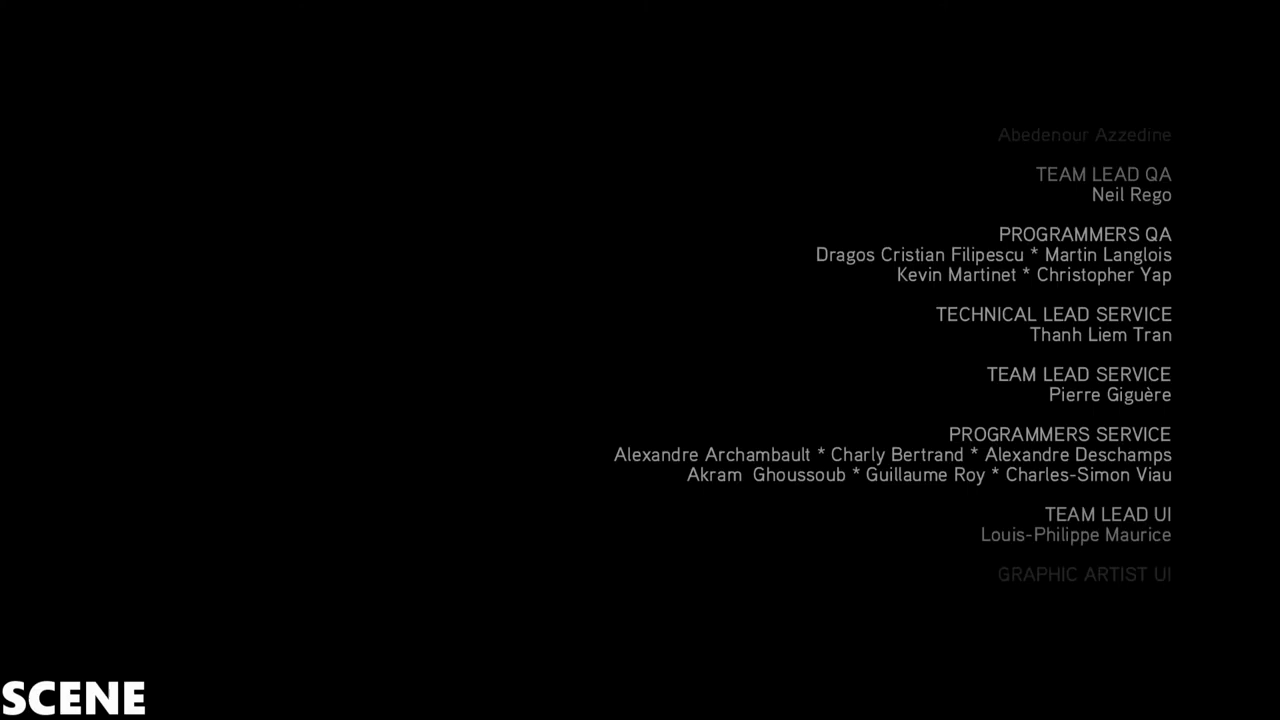 Abedenour Azzedine
TEAM LEAD QA
Neil Rego
PROGRAMMERS QA
Dragos Cristian Filipescu * Martin Langlois
Kevin Martinet * Christopher Yap
TECHNICAL LEAD SERVICE
Thanh Liem Tran
TEAM LEAD SERVICE
Pierre Giguère
PROGRAMMERS SERVICE
Alexandre Archambault * Charly Bertrand * Alexandre Deschamps
Akram  Ghoussoub * Guillaume Roy * Charles-Simon Viau
TEAM LEAD UI
Louis-Philippe Maurice
GRAPHIC ARTIST UI
SCENE